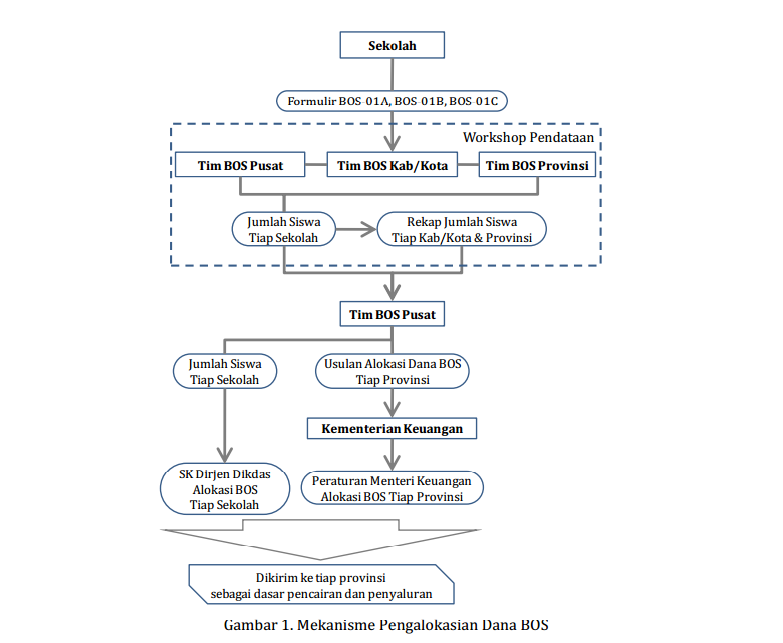 Sekolah
Formulir BOS-01A, BOS-01B, BOS-01C
Workshop Pendataan
Tim BOS Pusat
Tim BOS Kab/Kota
Tim BOS Provinsi
Jumlah Siswa
Tiap Sekolah
Rekap Jumlah Siswa
Tiap Kab/Kota & Provinsi
Tim BOS Pusat
Jumlah Siswa
Tiap Sekolah
Usulan Alokasi Dana BOS
Tiap Provinsi
Kementerian Keuangan
SK Dirjen Dikdas
Alokasi BOS
Tiap Sekolah
Peraturan Menteri Keuangan
Alokasi BOS Tiap Provinsi
Dikirim ke tiap provinsi
sebagai dasar pencairan dan penyaluran
Gambar 1. Mekanisme Pengalokasian Dana BOS